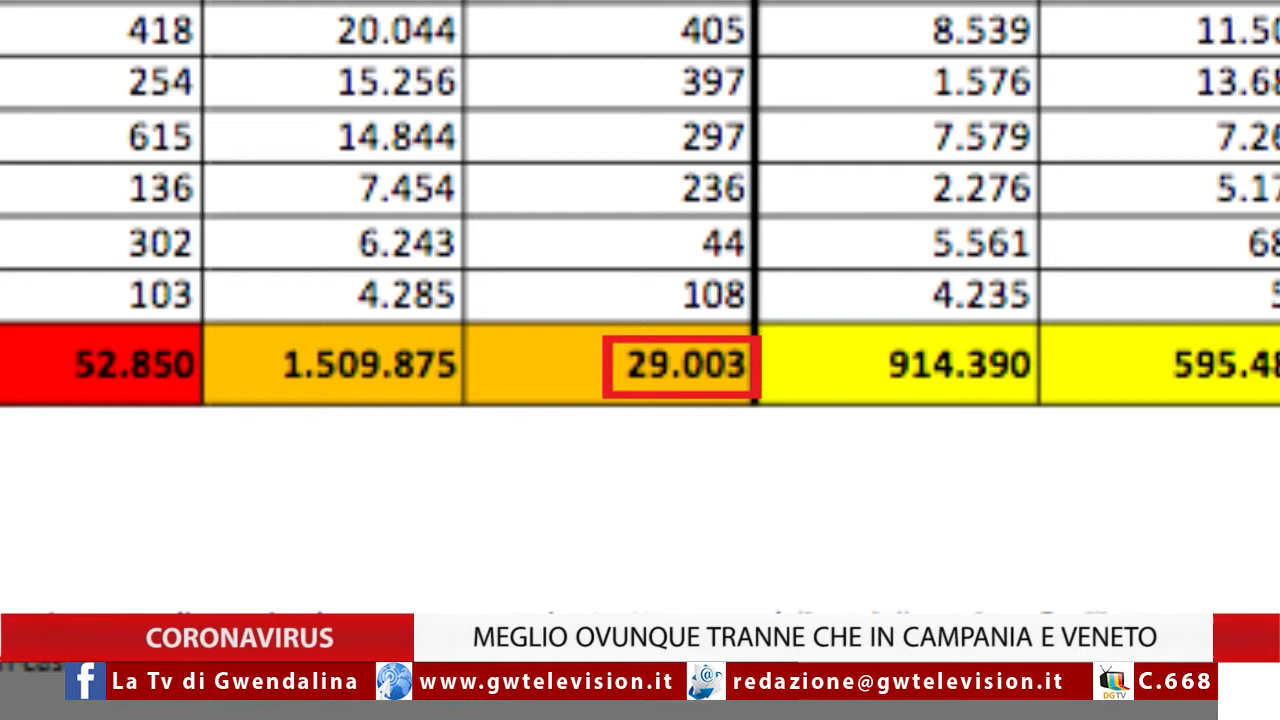 418 20.044 405 8.539
254 15.256 397 1.576
615 14.844 297 7.579
136 7.454 236 2.276
302 6.243 44 5.561
103 4.285 108 4.235
52.850 1.509.875 29.003 914.390
CORONAVIRUS MEGLIO OVUNQUE TRANNE CHE IN CAMPANIA E VENETO
La Tv di Gwendalina www.gwtelevision.it redazione@gwtelevision.it DGTV C.668